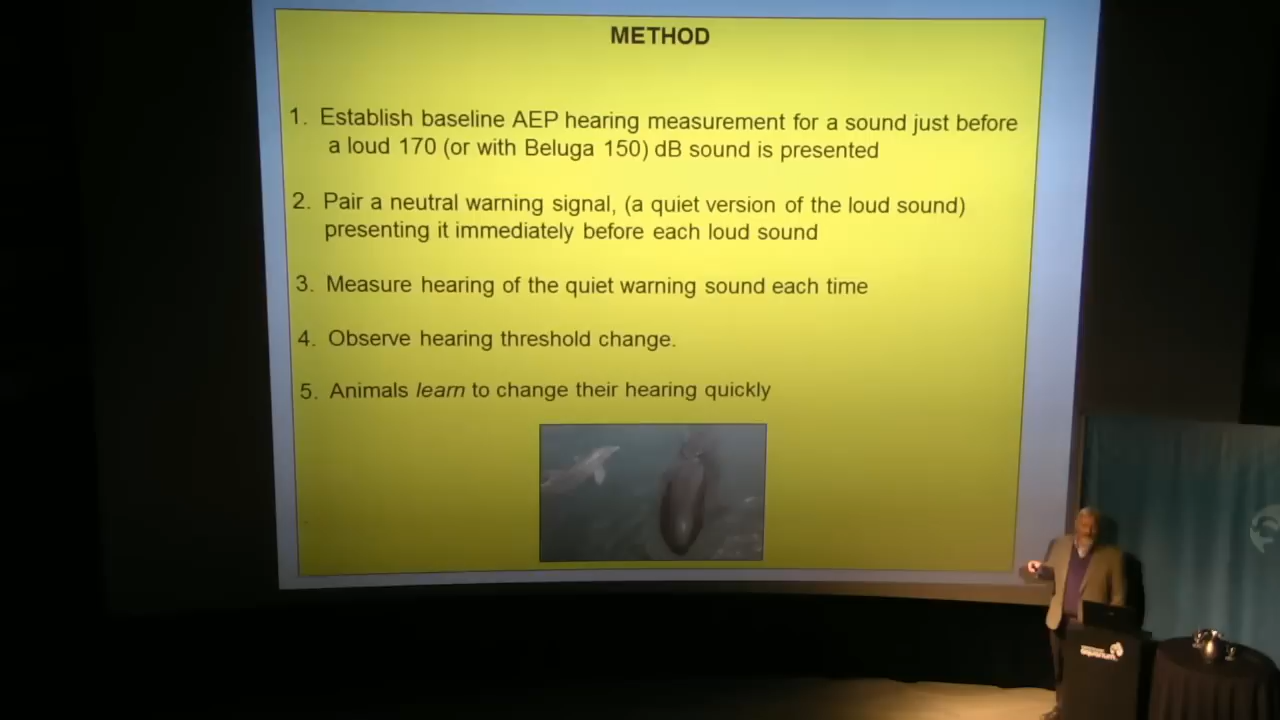 METHOD
1. Establish baseline AEP hearing measurement for a sound just before
a loud 170 (or with Beluga 150) dB sound is presented
2. Pair a neutral warning signal, (a quiet version of the loud sound)
presenting it immediately before each loud sound
3. Measure hearing of the quiet warning sound each time
4. Observe hearing threshold change.
5. Animals learn to change their hearing quickly